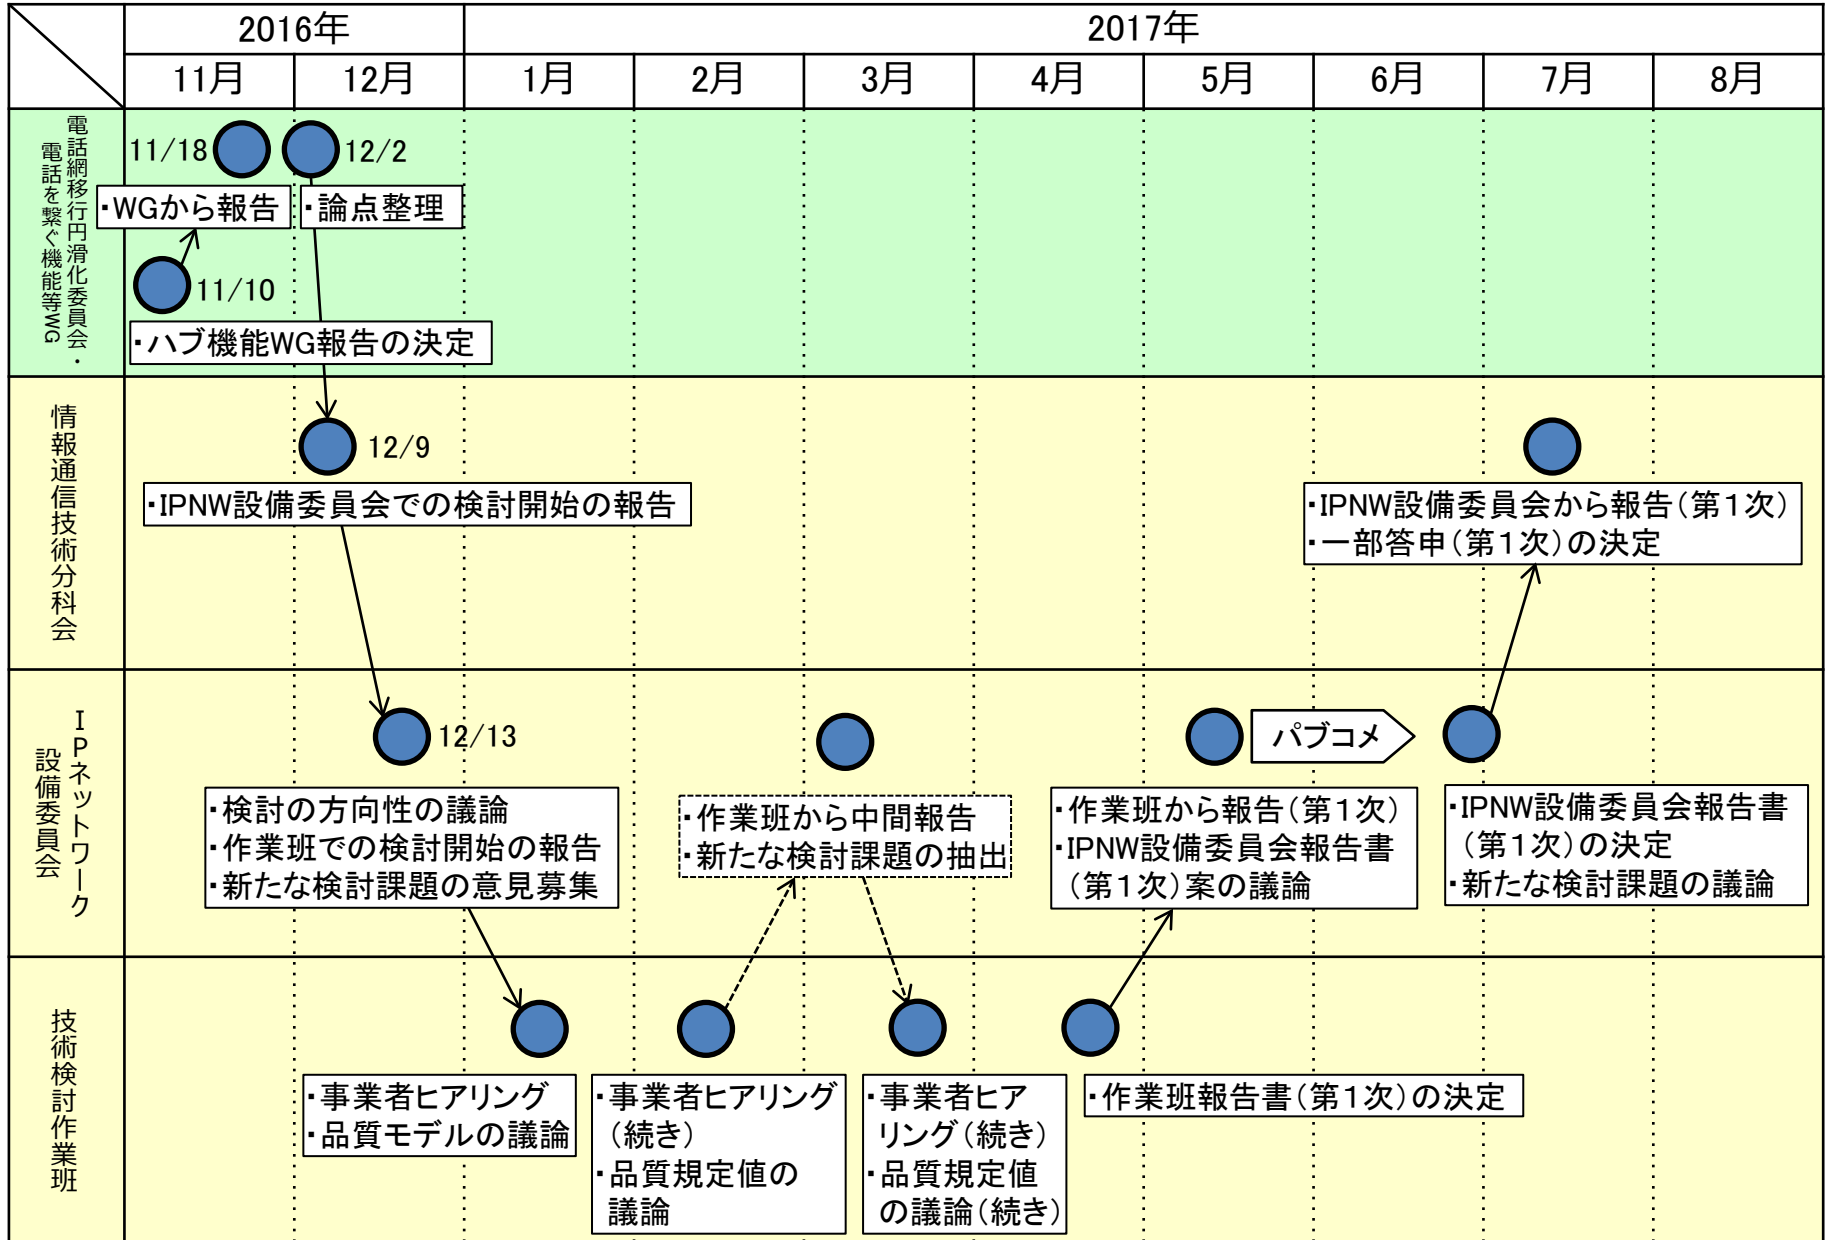 2016年
2017年
11月
12月
1月
2月
3月
4月
5月
6月
7月
8月
電話網移行円滑化委員会・
電話を繋ぐ機能等WG
11/18
12/2
・WGから報告
・論点整理
11/10
・ハブ機能WG報告の決定
情報通信技術分科会
12/9
・IPNW設備委員会での検討開始の報告
・IPNW設備委員会から報告(第1次)
・一部答申(第1次)の決定
IPネットワーク
設備委員会
12/13
パブコメ
・検討の方向性の議論
・作業班での検討開始の報告
・新たな検討課題の意見募集
・作業班から中間報告
・新たな検討課題の抽出
・作業班から報告(第1次)
・IPNW設備委員会報告書
(第1次)案の議論
・IPNW設備委員会報告書
(第1次)の決定
・新たな検討課題の議論
技術検討作業班
・事業者ヒアリング
・品質モデルの議論
・事業者ヒアリング
(続き)
・品質規定値の
議論
・事業者ヒア
リング(続き)
・品質規定値
の議論(続き)
・作業班報告書(第1次)の決定